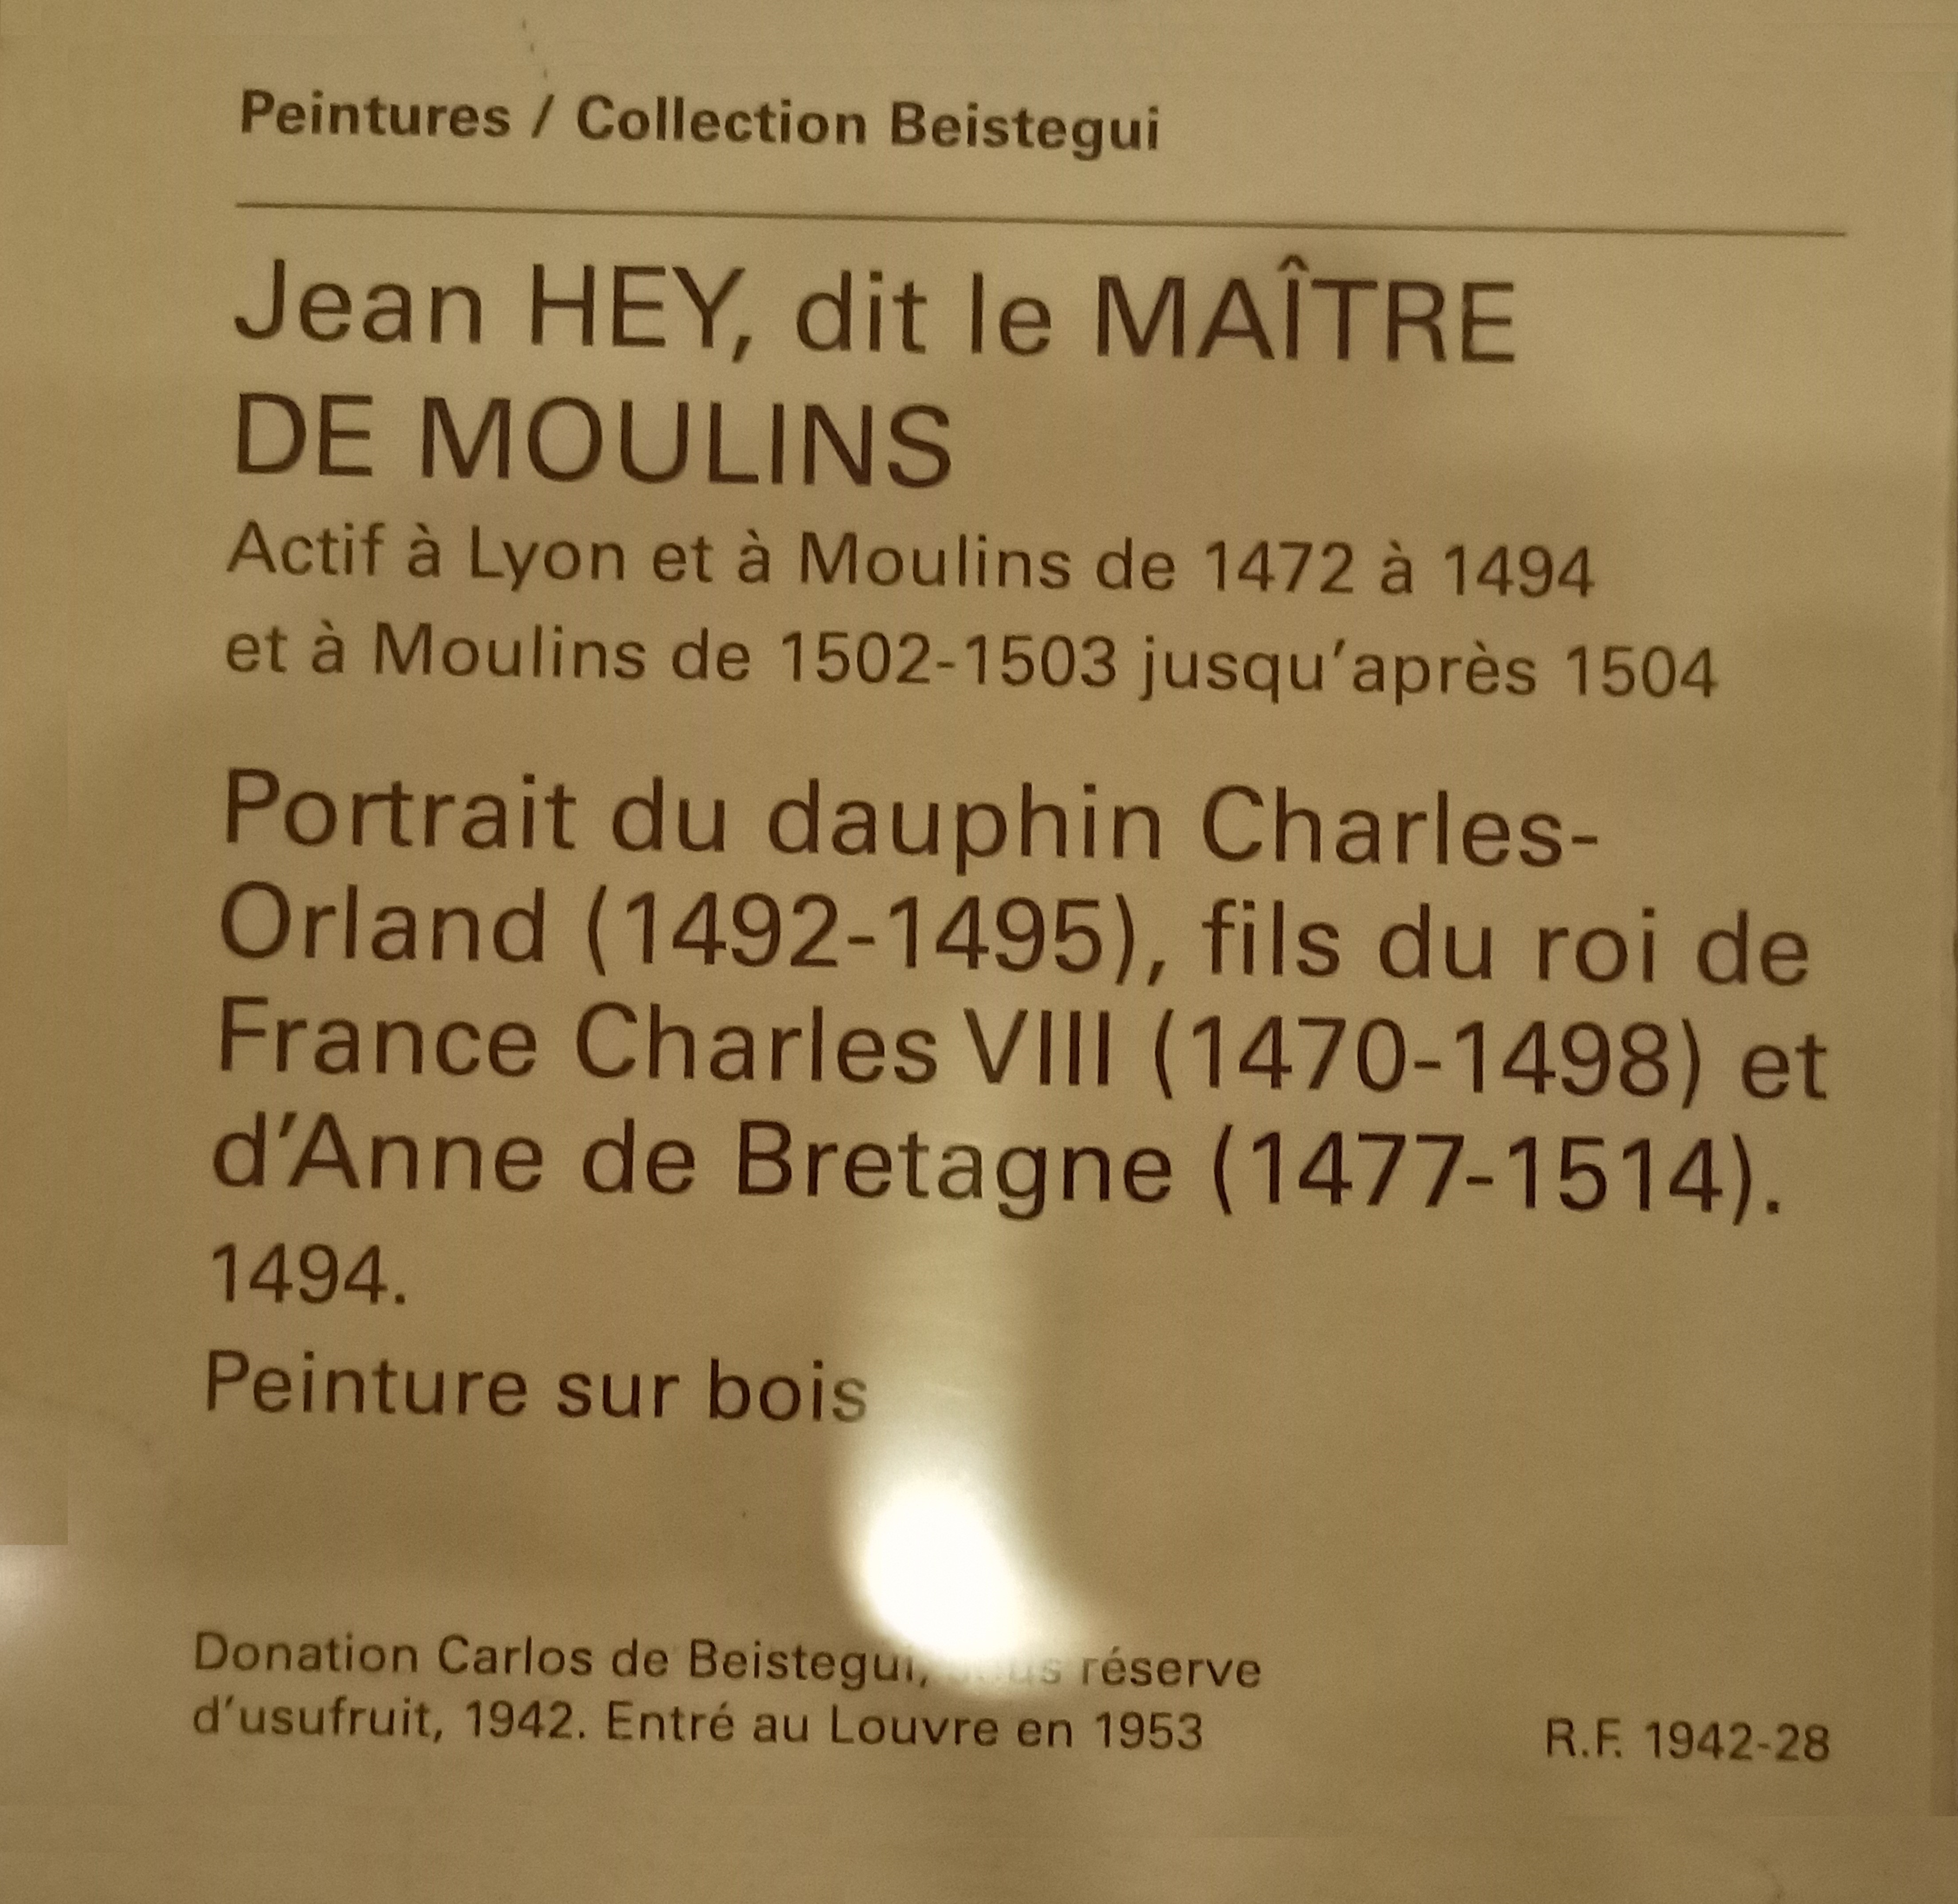 Peintures / Collection Beistegui
Jean HEY, dit le MAÎTRE
DE MOULINS
Actif à Lyon et à Moulins de 1472 à 1494
et à Moulins de 1502-1503 jusqu'après 1504
Portrait du dauphin Charles-
Orland (1492-1495), fils du roi de
France Charles VIII (1470-1498) et
d'Anne de Bretagne (1477-1514).
1494.
Peinture sur bois
Donation Carlos de Beistegui, sous réserve
d'usufruit, 1942. Entré au Louvre en 1953
R.F. 1942-28